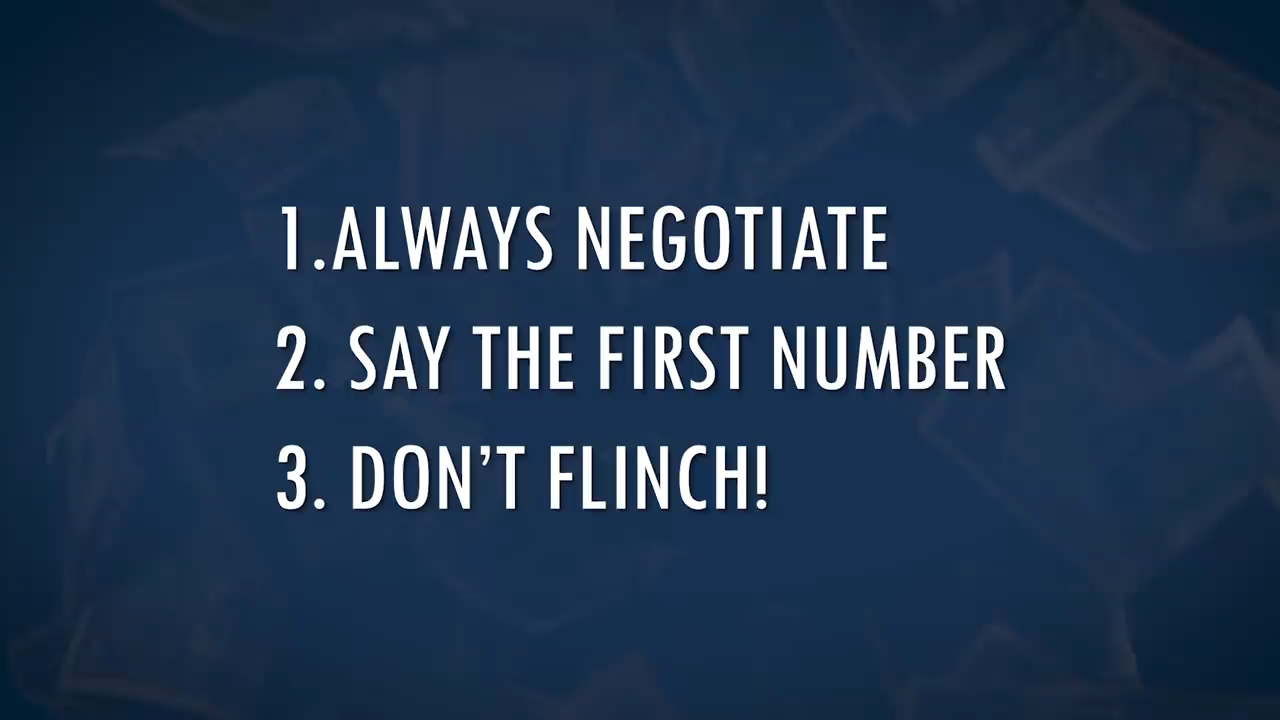 1.ALWAYS NEGOTIATE
2. SAY THE FIRST NUMBER
3. DON’T FLINCH!